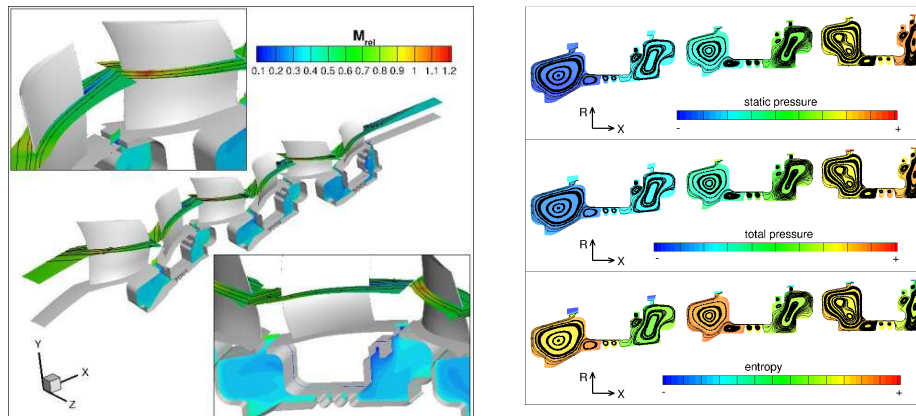 M rel
0.1 0.2 0.3 0.4 0.5 0.6 0.7 0.8 0.9 1 1.1 1.2
Y
X
Z
static pressure
R
X
- +
total pressure
R
X
- +
entropy
R
X
- +